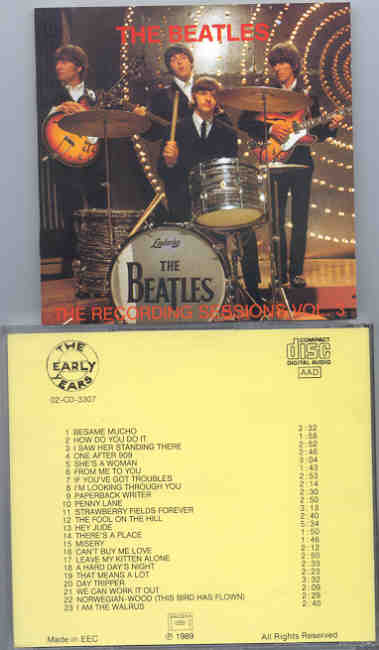 THE BEATLES
Ludwig
THE
BEATLES
THE RECORDING SESSIONS VOL. 3
THE
EARLY
YEARS
02-CD-3307
COMPACT
disc
DIGITAL AUDIO
AAD
1 BESAME MUCHO 2:32
2 HOW DO YOU DO IT 1:58
3 I SAW HER STANDING THERE 2:52
4 ONE AFTER 909 2:46
5 SHE'S A WOMAN 3:04
6 FROM ME TO YOU 1:43
7 IF YOU'VE GOT TROUBLES 2:53
8 I'M LOOKING THROUGH YOU 2:14
9 PAPERBACK WRITER 2:30
10 PENNY LANE 2:50
11 STRAWBERRY FIELDS FOREVER 3:13
12 THE FOOL ON THE HILL 2:40
13 HEY JUDE 5:34
14 THERE'S A PLACE 1:50
15 MISERY 1:46
16 CAN'T BUY ME LOVE 2:12
17 LEAVE MY KITTEN ALONE 2:55
18 A HARD DAY'S NIGHT 2:33
19 THAT MEANS A LOT 2:23
20 DAY TRIPPER 3:32
21 WE CAN WORK IT OUT 2:09
22 NORWEGIAN-WOOD (THIS BIRD HAS FLOWN) 2:29
23 I AM THE WALRUS 2:40
Made in EEC
℗ 1989
All Rights Reserved